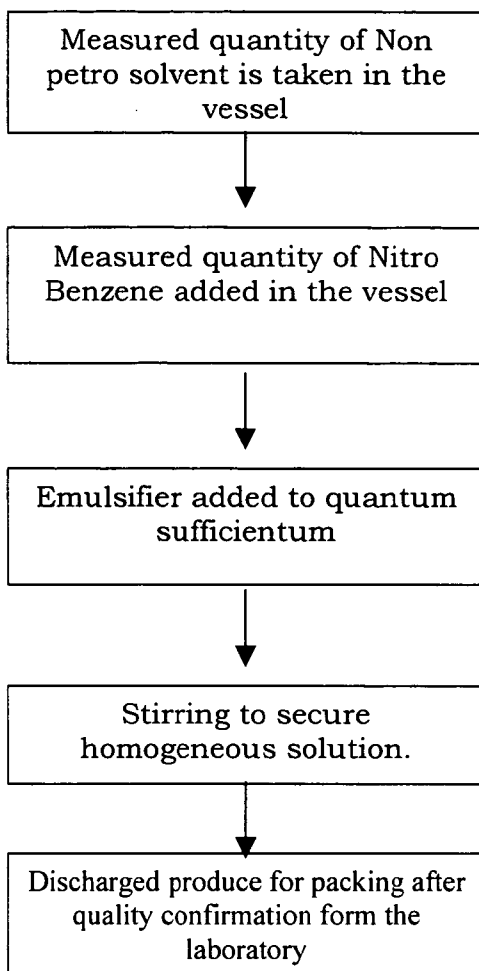 Measured quantity of Non
petro solvent is taken in the
vessel
Measured quantity of Nitro
Benzene added in the vessel
Emulsifier added to quantum
sufficientum
Stirring to secure
homogeneous solution.
Discharged produce for packing after
quality confirmation form the
laboratory